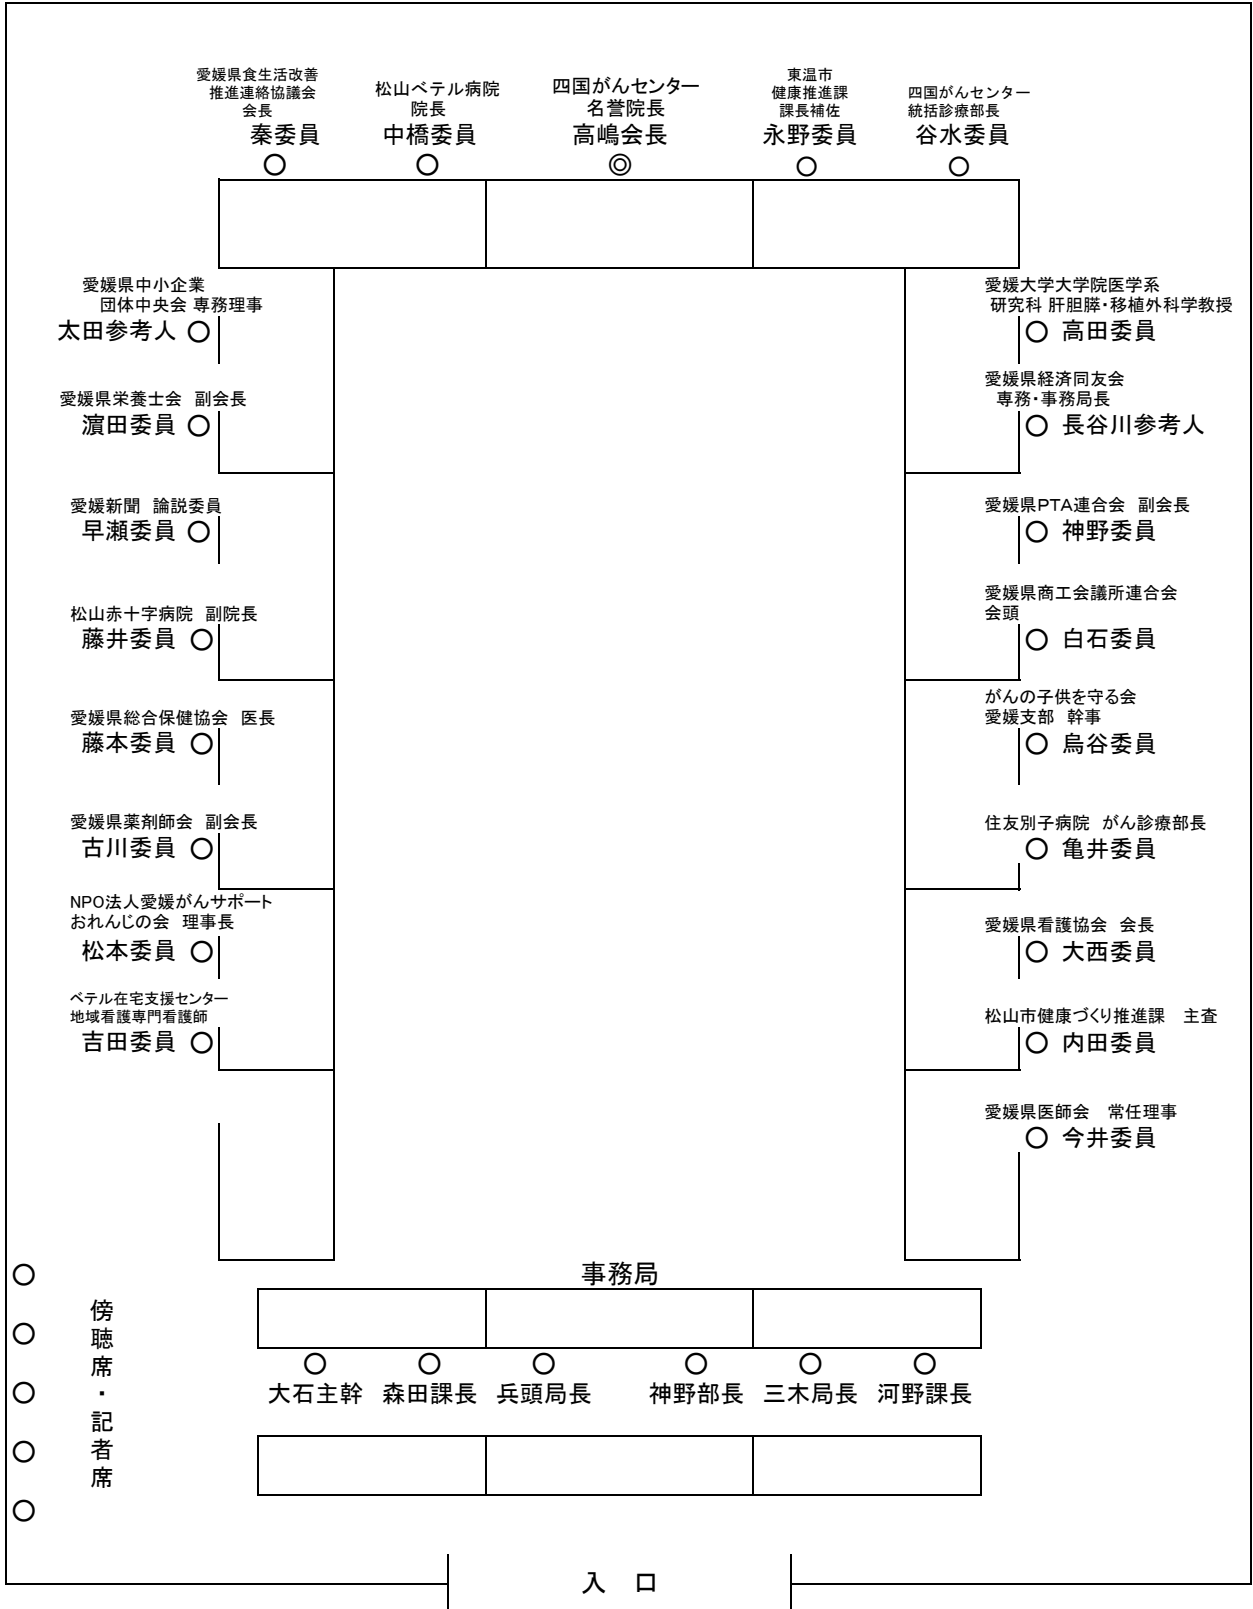 愛媛県食生活改善
推進連絡協議会
会長
秦委員
○
松山ベテル病院
院長
中橋委員
○
四国がんセンター
名誉院長
高嶋会長
◎
東温市
健康推進課
課長補佐
永野委員
○
四国がんセンター
統括診療部長
谷水委員
○
愛媛県中小企業
団体中央会 専務理事
太田参考人 ○
愛媛県栄養士会 副会長
濵田委員 ○
愛媛新聞 論説委員
早瀬委員 ○
松山赤十字病院 副院長
藤井委員 ○
愛媛県総合保健協会 医長
藤本委員 ○
愛媛県薬剤師会 副会長
古川委員 ○
NPO法人愛媛がんサポート
おれんじの会 理事長
松本委員 ○
ベテル在宅支援センター
地域看護専門看護師
吉田委員 ○
愛媛大学大学院医学系
研究科 肝胆膵・移植外科学教授
○ 高田委員
愛媛県経済同友会
専務・事務局長
○ 長谷川参考人
愛媛県PTA連合会 副会長
○ 神野委員
愛媛県商工会議所連合会
会頭
○ 白石委員
がんの子供を守る会
愛媛支部 幹事
○ 烏谷委員
住友別子病院 がん診療部長
○ 亀井委員
愛媛県看護協会 会長
○ 大西委員
松山市健康づくり推進課 主査
○ 内田委員
愛媛県医師会 常任理事
○ 今井委員
事務局
○ ○ ○ ○ ○ ○
大石主幹 森田課長 兵頭局長 神野部長 三木局長 河野課長
○
○
○
○
○
傍聴席・記者席
入 口